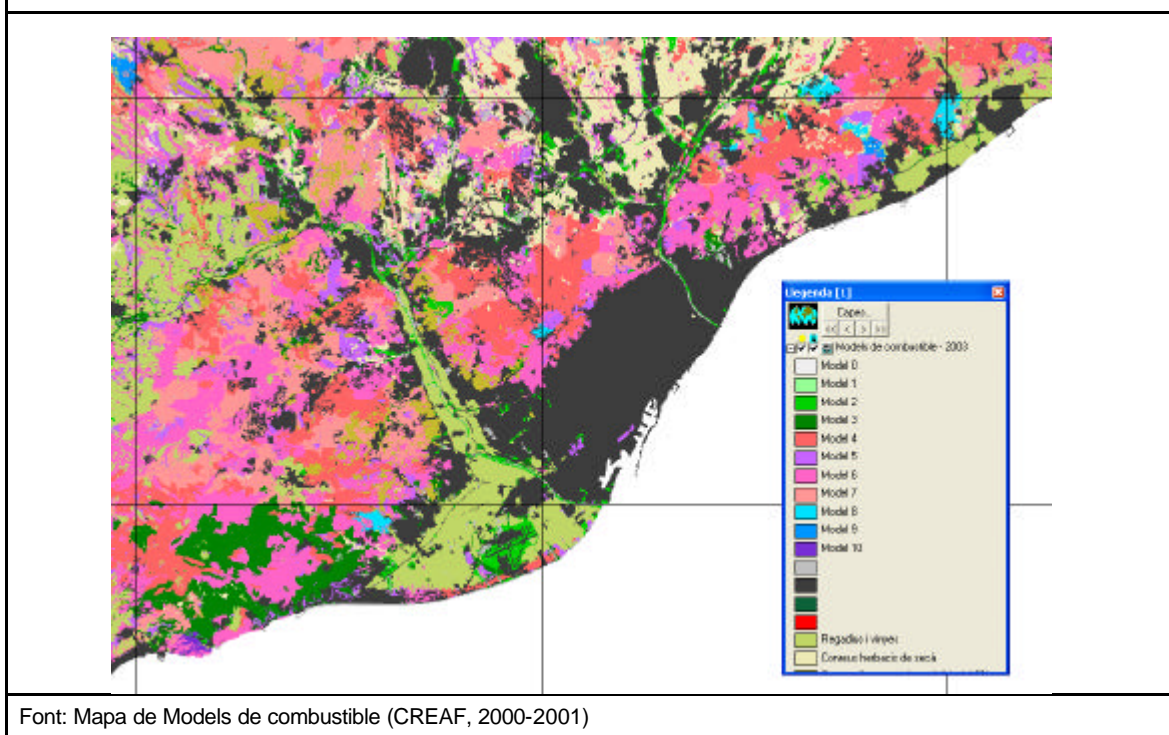 Llegenda [1]
Capes...
<< < > >>
Models de combustible - 2003
Model 0
Model 1
Model 2
Model 3
Model 4
Model 5
Model 6
Model 7
Model 8
Model 9
Model 10
Regadius i vinyes
Conreus herbacis de secà
Font: Mapa de Models de combustible (CREAF, 2000-2001)